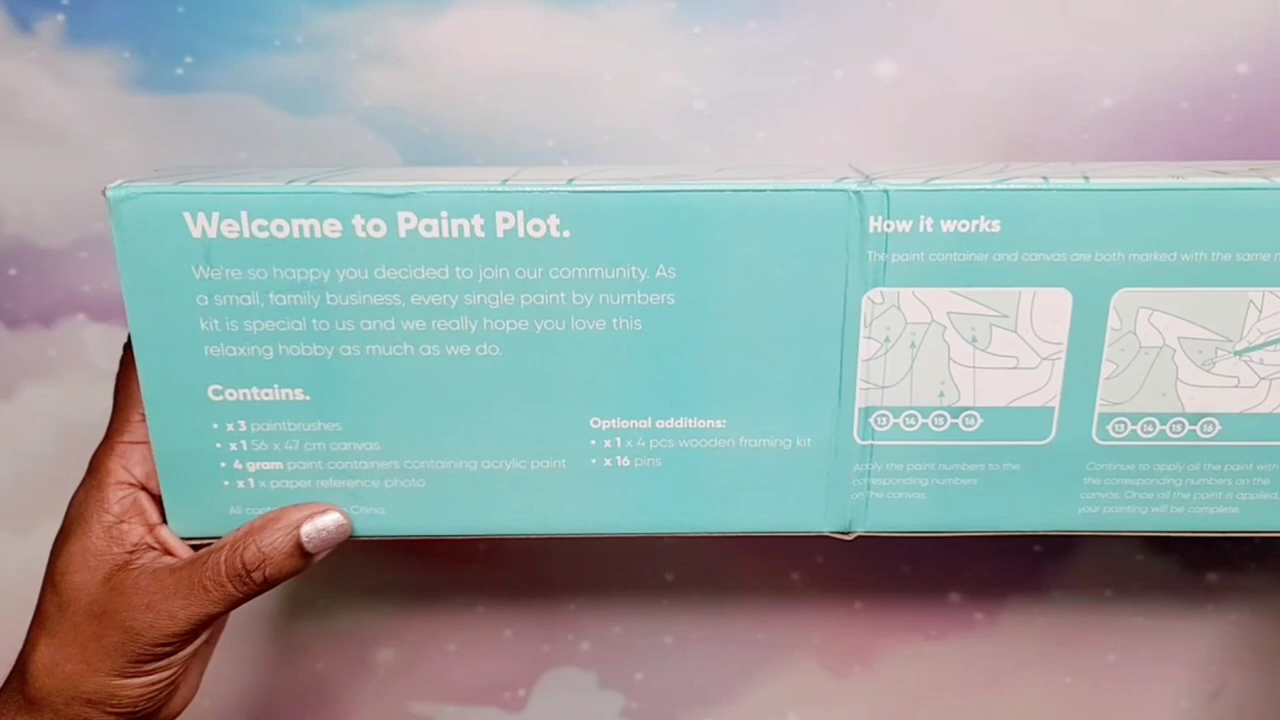 Welcome to Paint Plot.
We're so happy you decided to join our community. As
a small, family business, every single paint by numbers
kit is special to us and we really hope you love this
relaxing hobby as much as we do.
Contains.
• x 3 paintbrushes
• x 1 56 x 47 cm canvas
• 4 gram paint containers containing acrylic paint
• x 1 x paper reference photo
All China.
Optional additions:
• x 1 x 4 pcs wooden framing kit
• x 16 pins
How it works
The paint container and canvas are both marked with the same
13 14 15 16
Apply the paint numbers to the
corresponding numbers
on the canvas.
13 14 15 16
Continue to apply all the paint with
the corresponding numbers on the
canvas. Once all the paint is applied,
your painting will be complete.